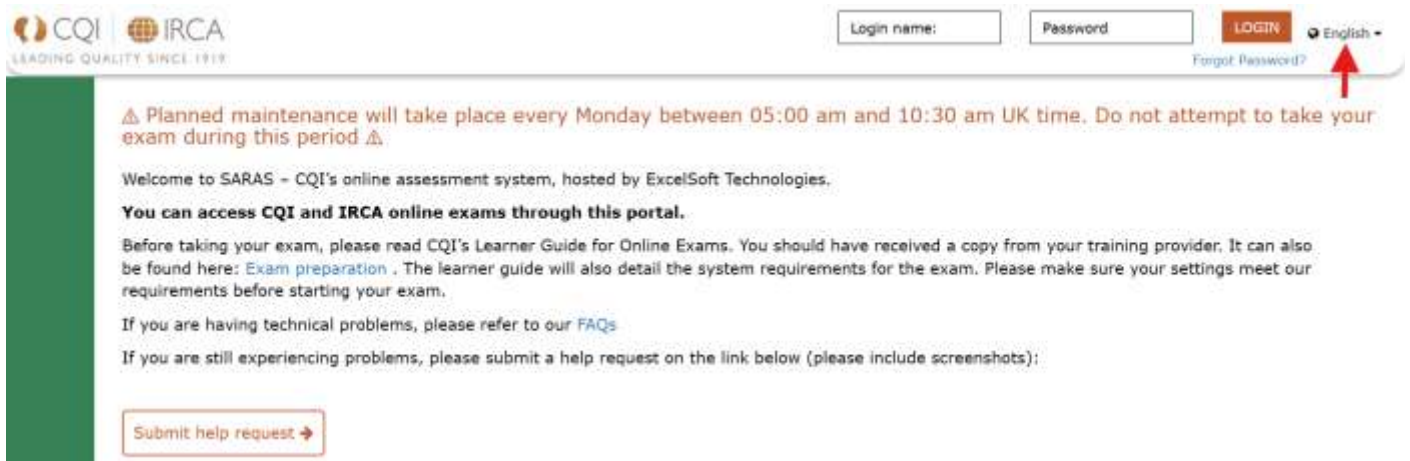 CQI IRCA
LEADING QUALITY SINCE 1919
Login name:
Password
LOGIN
English
Forgot Password?
⚠ Planned maintenance will take place every Monday between 05:00 am and 10:30 am UK time. Do not attempt to take your
exam during this period ⚠
Welcome to SARAS – CQI's online assessment system, hosted by ExcelSoft Technologies.
You can access CQI and IRCA online exams through this portal.
Before taking your exam, please read CQI's Learner Guide for Online Exams. You should have received a copy from your training provider. It can also
be found here: Exam preparation . The learner guide will also detail the system requirements for the exam. Please make sure your settings meet our
requirements before starting your exam.
If you are having technical problems, please refer to our FAQs
If you are still experiencing problems, please submit a help request on the link below (please include screenshots):
Submit help request →